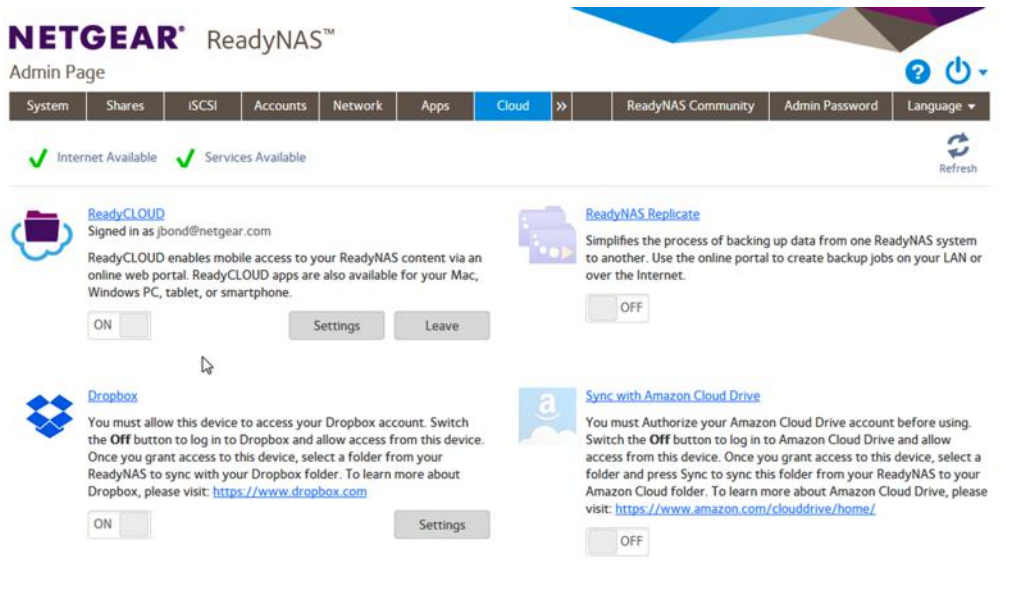 NETGEAR® ReadyNAS™
Admin Page
System Shares iSCSI Accounts Network Apps Cloud » ReadyNAS Community Admin Password Language
Internet Available Services Available
Refresh
ReadyCLOUD
Signed in as jbond@netgear.com
ReadyCLOUD enables mobile access to your ReadyNAS content via an
online web portal. ReadyCLOUD apps are also available for your Mac,
Windows PC, tablet, or smartphone.
ON Settings Leave
ReadyNAS Replicate
Simplifies the process of backing up data from one ReadyNAS system
to another. Use the online portal to create backup jobs on your LAN or
over the Internet.
OFF
Dropbox
You must allow this device to access your Dropbox account. Switch
the Off button to log in to Dropbox and allow access from this device.
Once you grant access to this device, select a folder from your
ReadyNAS to sync with your Dropbox folder. To learn more about
Dropbox, please visit: https://www.dropbox.com
ON Settings
a
Sync with Amazon Cloud Drive
You must Authorize your Amazon Cloud Drive account before using.
Switch the Off button to log in to Amazon Cloud Drive and allow
access from this device. Once you grant access to this device, select a
folder and press Sync to sync this folder from your ReadyNAS to your
Amazon Cloud folder. To learn more about Amazon Cloud Drive, please
visit: https://www.amazon.com/clouddrive/home/
OFF